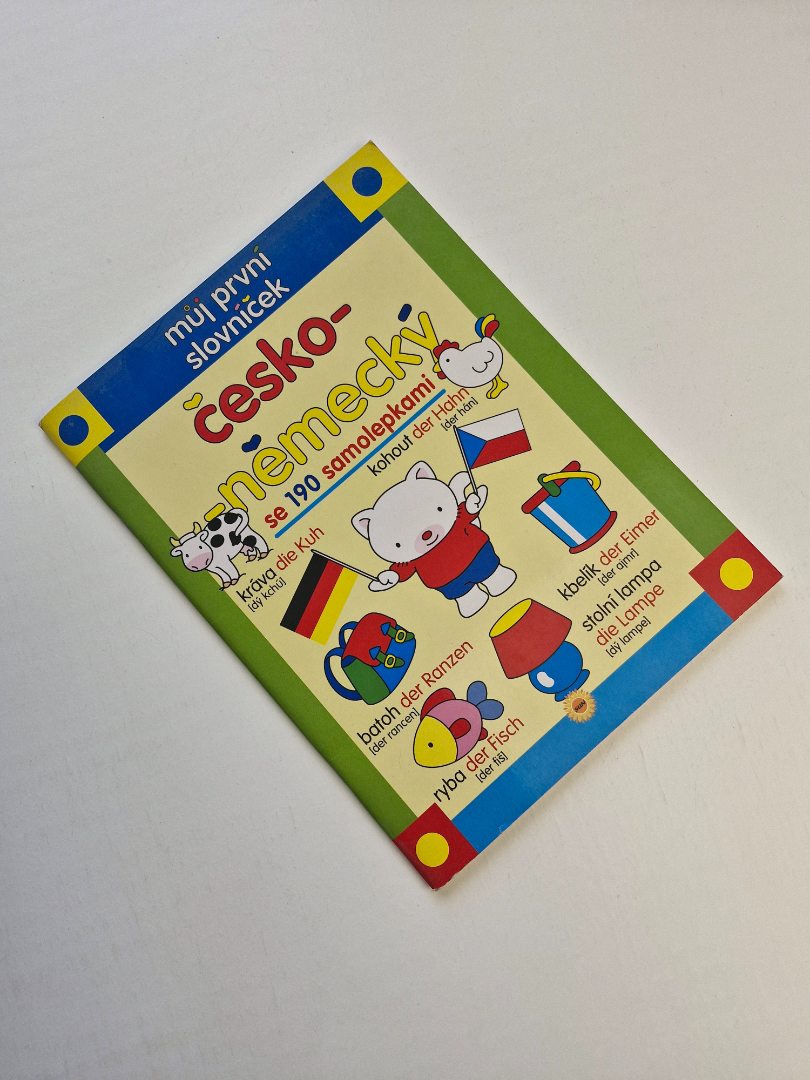 můj první
slovníček
česko-
-německý
se 190 samolepkami
kohout der Hahn
[der hán]
kráva die Kuh
[dý kchú]
kbelík der Eimer
[der ajmr]
stolní lampa
die Lampe
[dý lampe]
batoh der Ranzen
[der rancen]
ryba der Fisch
[der fiš]
SUN